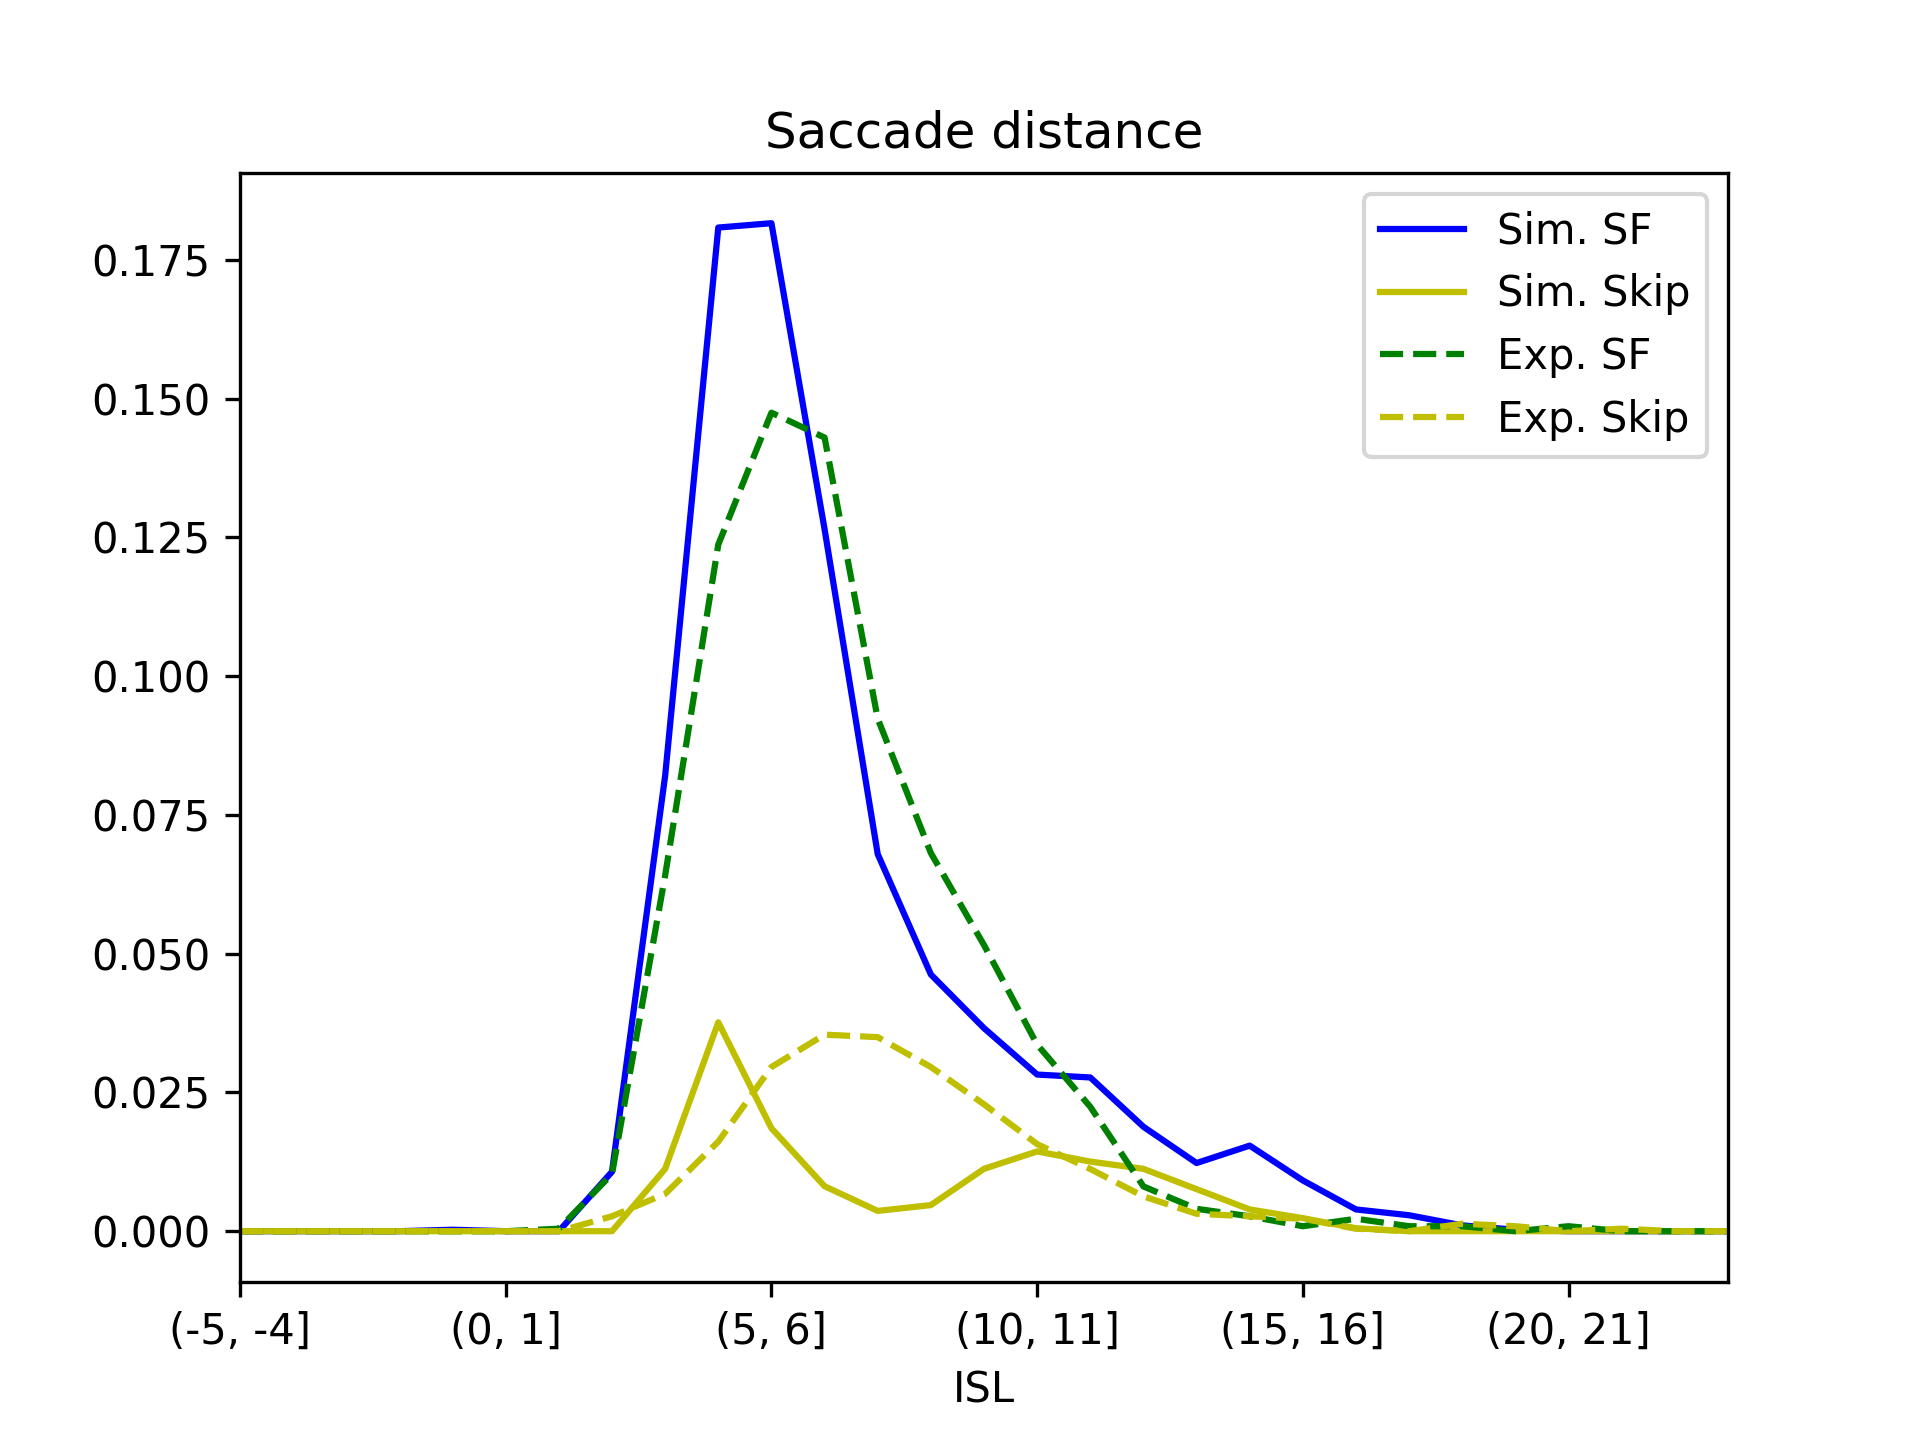 Saccade distance
Sim. SF
Sim. Skip
Exp. SF
Exp. Skip
0.175
0.150
0.125
0.100
0.075
0.050
0.025
0.000
(-5, -4] (0, 1] (5, 6] (10, 11] (15, 16] (20, 21]
ISL